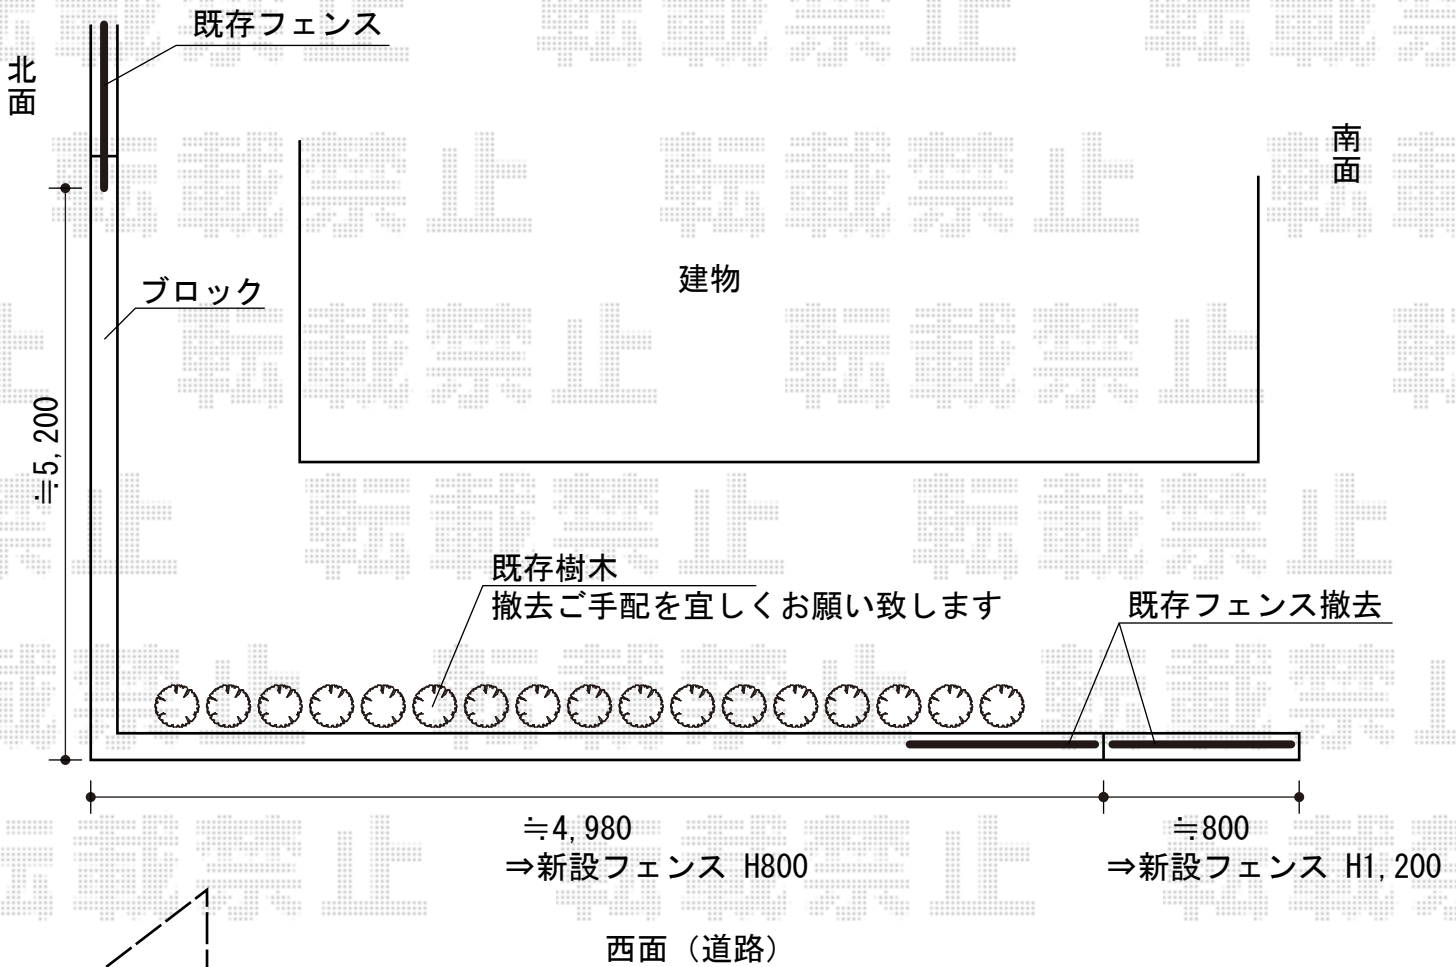 既存フェンス
北面
南面
建物
ブロック
≒5,200
既存樹木
撤去ご手配を宜しくお願い致します
既存フェンス撤去
≒4,980
⇒新設フェンス H800
≒800
⇒新設フェンス H1,200
西面（道路）
転載禁止